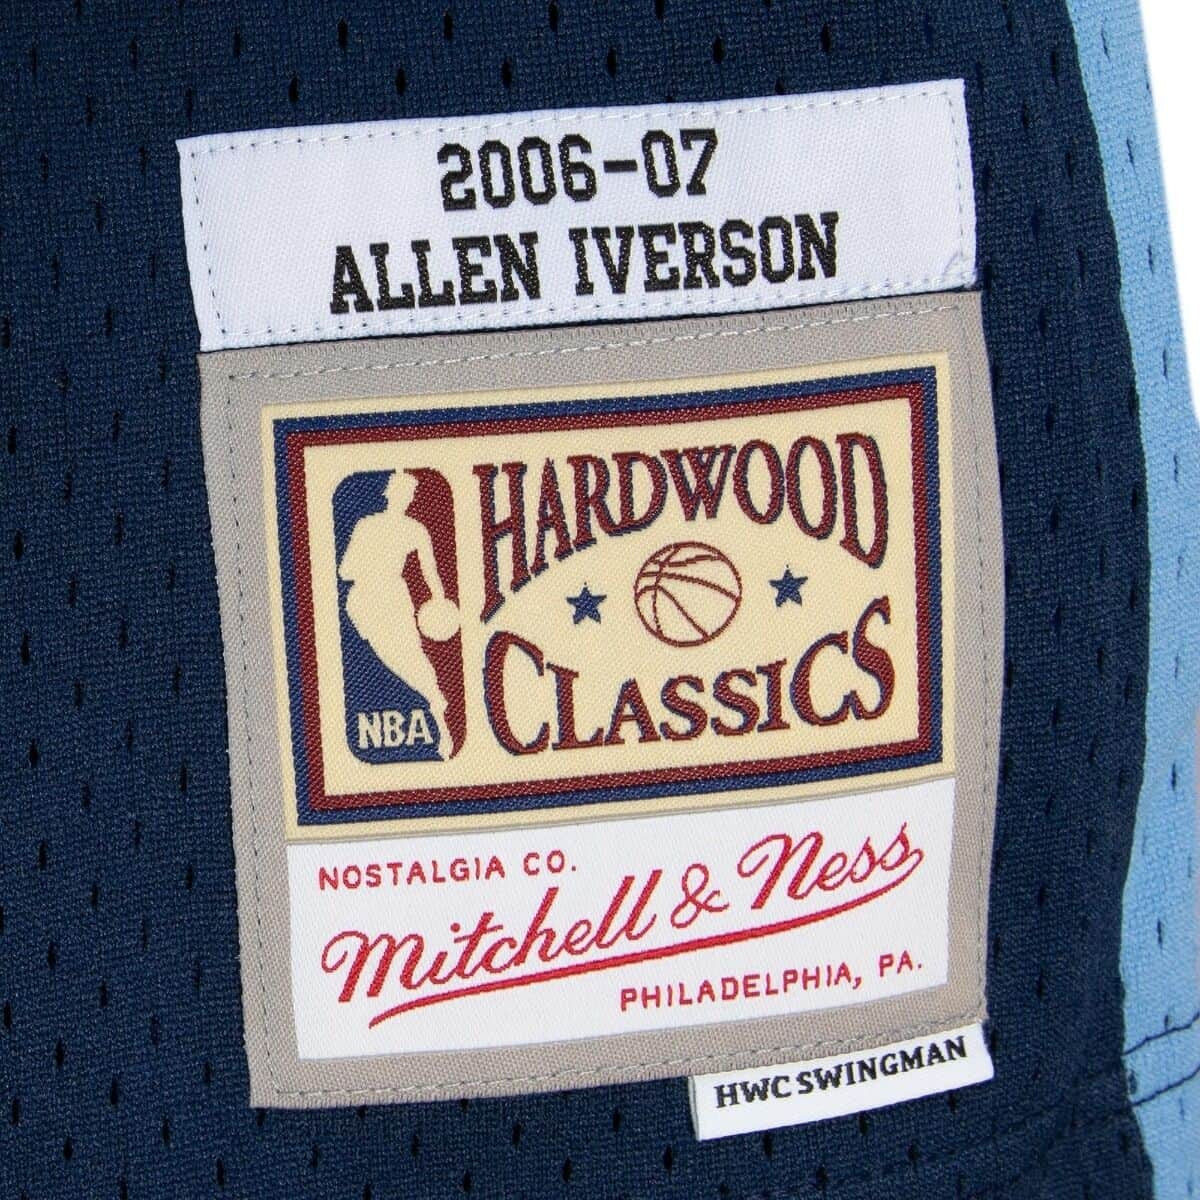 2006-07
ALLEN IVERSON
HARDWOOD
CLASSICS
NBA
NOSTALGIA CO.
Mitchell & Ness
PHILADELPHIA, PA.
HWC SWINGMAN